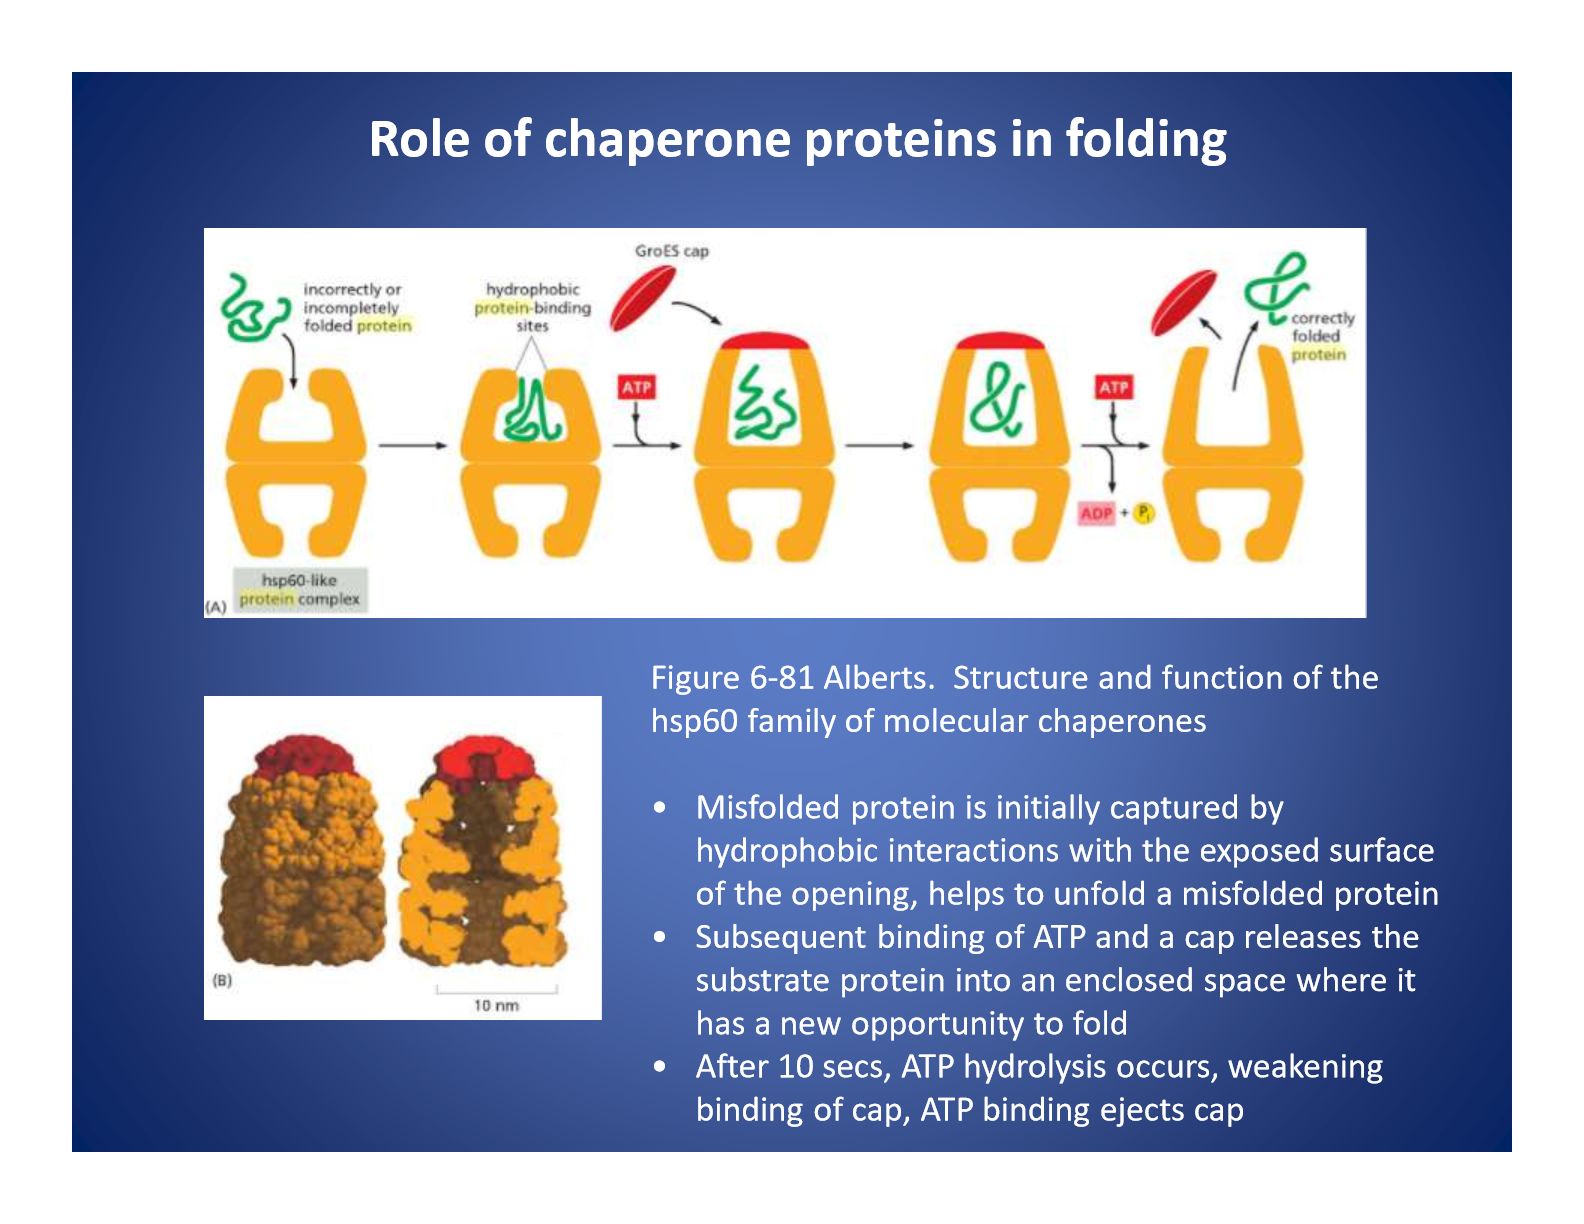 Role of chaperone proteins in folding
GroES cap
incorrectly or
incompletely
folded protein
hydrophobic
protein-binding
sites
correctly
folded
protein
ATP
ATP
ADP + Pi
hsp60-like
protein complex
(A)
Figure 6-81 Alberts.  Structure and function of the
hsp60 family of molecular chaperones
• Misfolded protein is initially captured by
hydrophobic interactions with the exposed surface
of the opening, helps to unfold a misfolded protein
• Subsequent binding of ATP and a cap releases the
substrate protein into an enclosed space where it
has a new opportunity to fold
• After 10 secs, ATP hydrolysis occurs, weakening
binding of cap, ATP binding ejects cap
(B)
10 nm